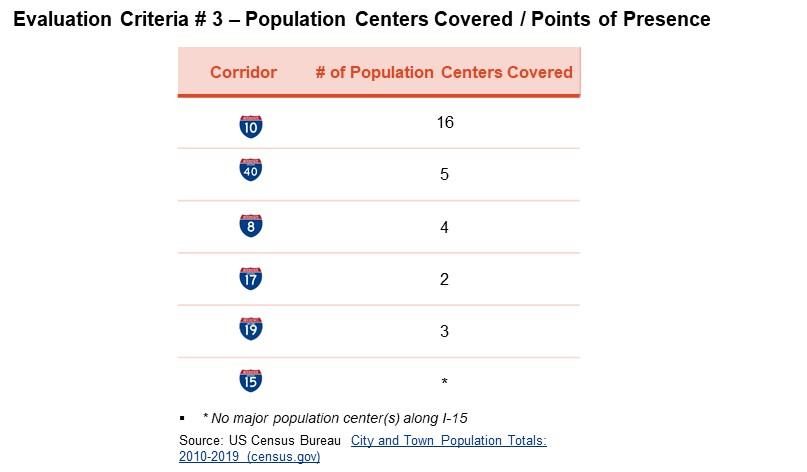 Evaluation Criteria # 3 – Population Centers Covered / Points of Presence
Corridor # of Population Centers Covered
10 16
40 5
8 4
17 2
19 3
15 *
▪ * No major population center(s) along I-15
Source: US Census Bureau City and Town Population Totals:
2010-2019 (census.gov)